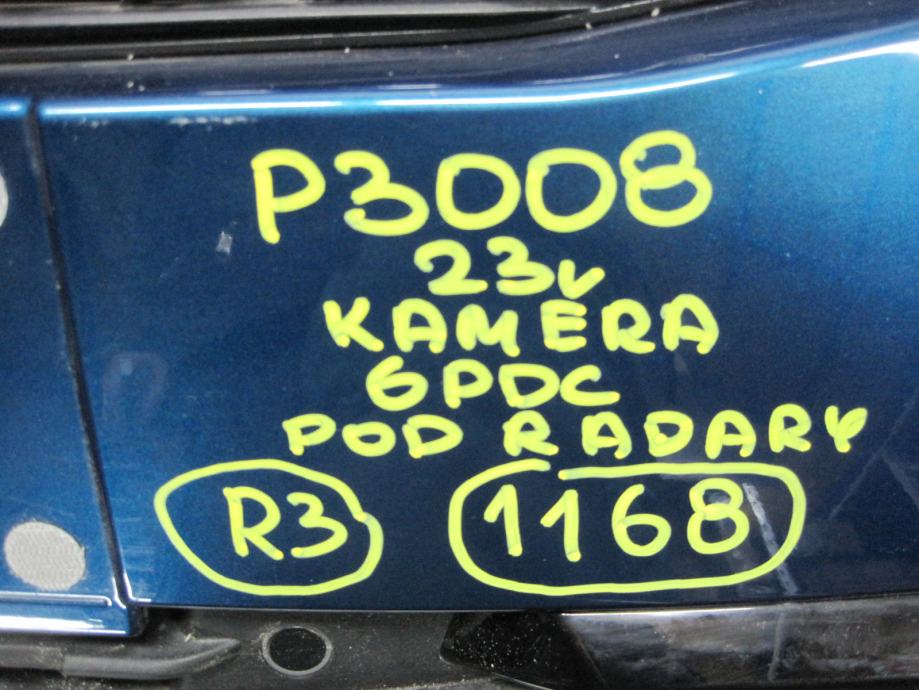 P3008
23v
KAMERA
6PDC
POD RADARY
R3 1168